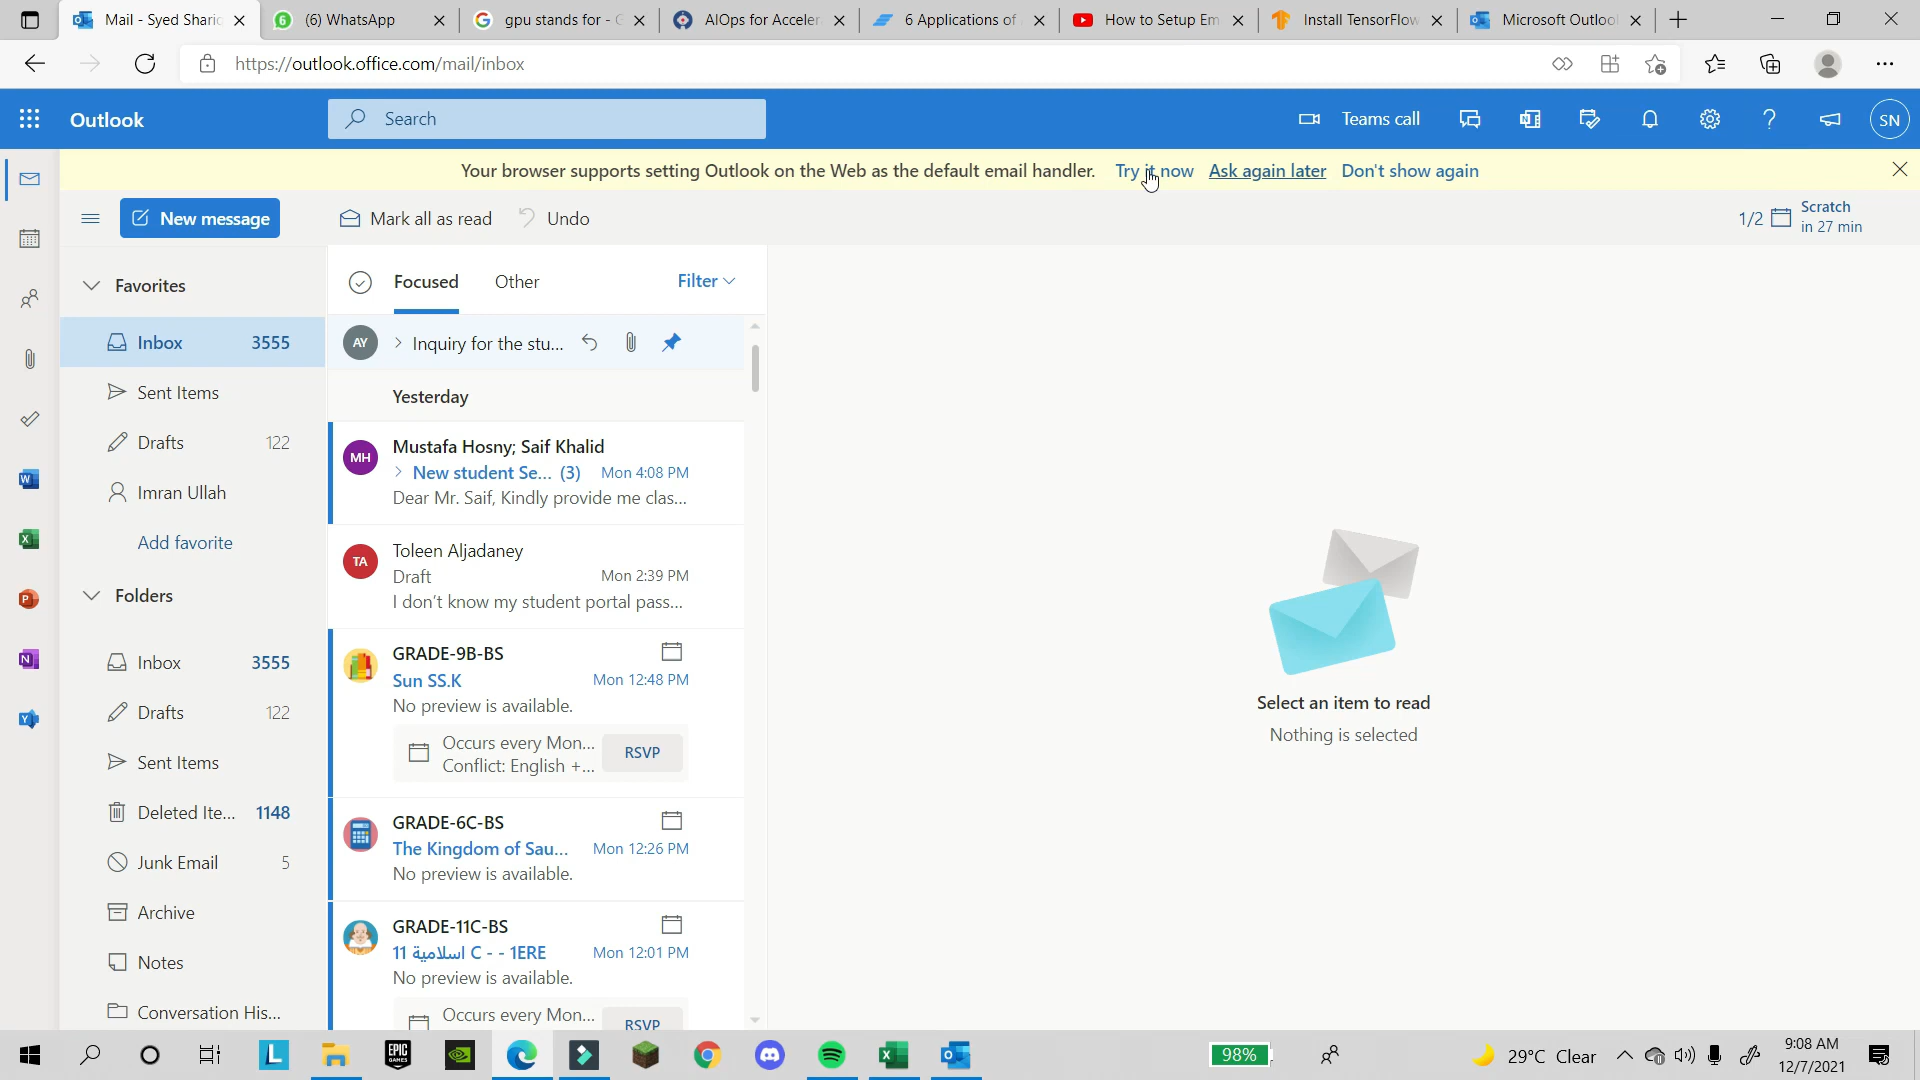 Mail - Syed Sharic
(6) WhatsApp
gpu stands for - G
AIOps for Acceler
6 Applications of
How to Setup Em
Install TensorFlow
Microsoft Outloo
https://outlook.office.com/mail/inbox
Outlook
Search
Teams call
SN
Your browser supports setting Outlook on the Web as the default email handler. Try it now Ask again later Don't show again
New message
Mark all as read
Undo
1/2
Scratch
in 27 min
Favorites
Inbox 3555
Sent Items
Drafts 122
Imran Ullah
Add favorite
Folders
Inbox 3555
Drafts 122
Sent Items
Deleted Ite... 1148
Junk Email 5
Archive
Notes
Conversation His...
Focused
Other
Filter
AY
Inquiry for the stu...
Yesterday
MH
Mustafa Hosny; Saif Khalid
New student Se... (3) Mon 4:08 PM
Dear Mr. Saif, Kindly provide me clas...
TA
Toleen Aljadaney
Draft Mon 2:39 PM
I don't know my student portal pass...
GRADE-9B-BS
Sun SS.K Mon 12:48 PM
No preview is available.
Occurs every Mon...
Conflict: English +...
RSVP
GRADE-6C-BS
The Kingdom of Sau... Mon 12:26 PM
No preview is available.
GRADE-11C-BS
11 اسلامية C - - 1ERE Mon 12:01 PM
No preview is available.
Occurs every Mon...
RSVP
Select an item to read
Nothing is selected
L
EPIC
GAMES
98%
29°C Clear
9:08 AM
12/7/2021